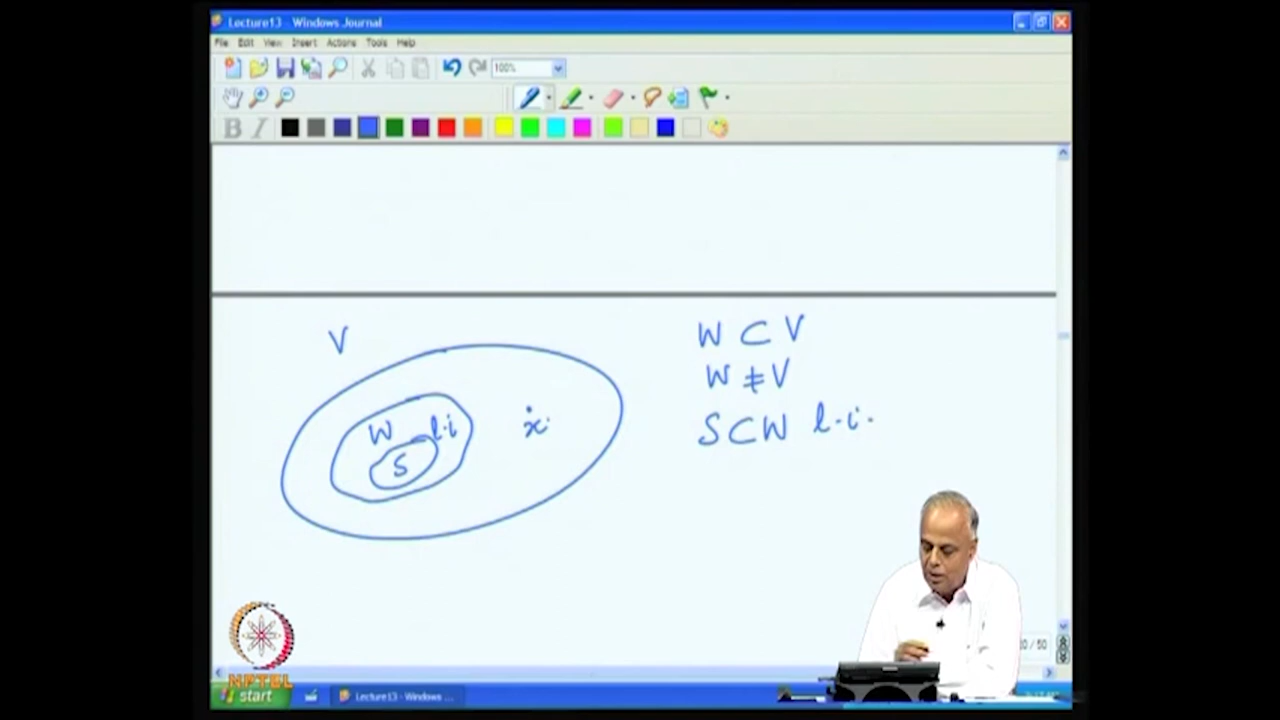 Lecture13 - Windows Journal
File Edit View Insert Actions Tools Help
100%
B I
V
W ⊂ V
W ≠ V
S ⊂ W l.i.
W l.i
S
x
NPTEL
start Lecture13 - Windows ...